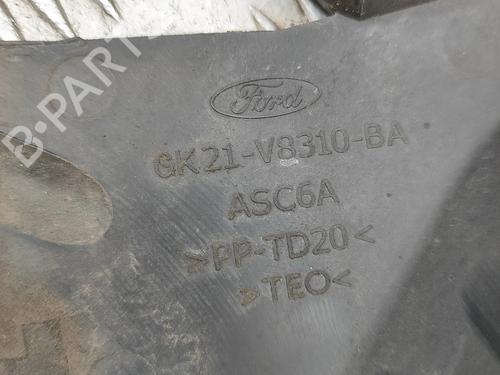 B-PARTS
Ford
GK21-V8310-BA
ASC6A
>PP-TD20<
>TEO<